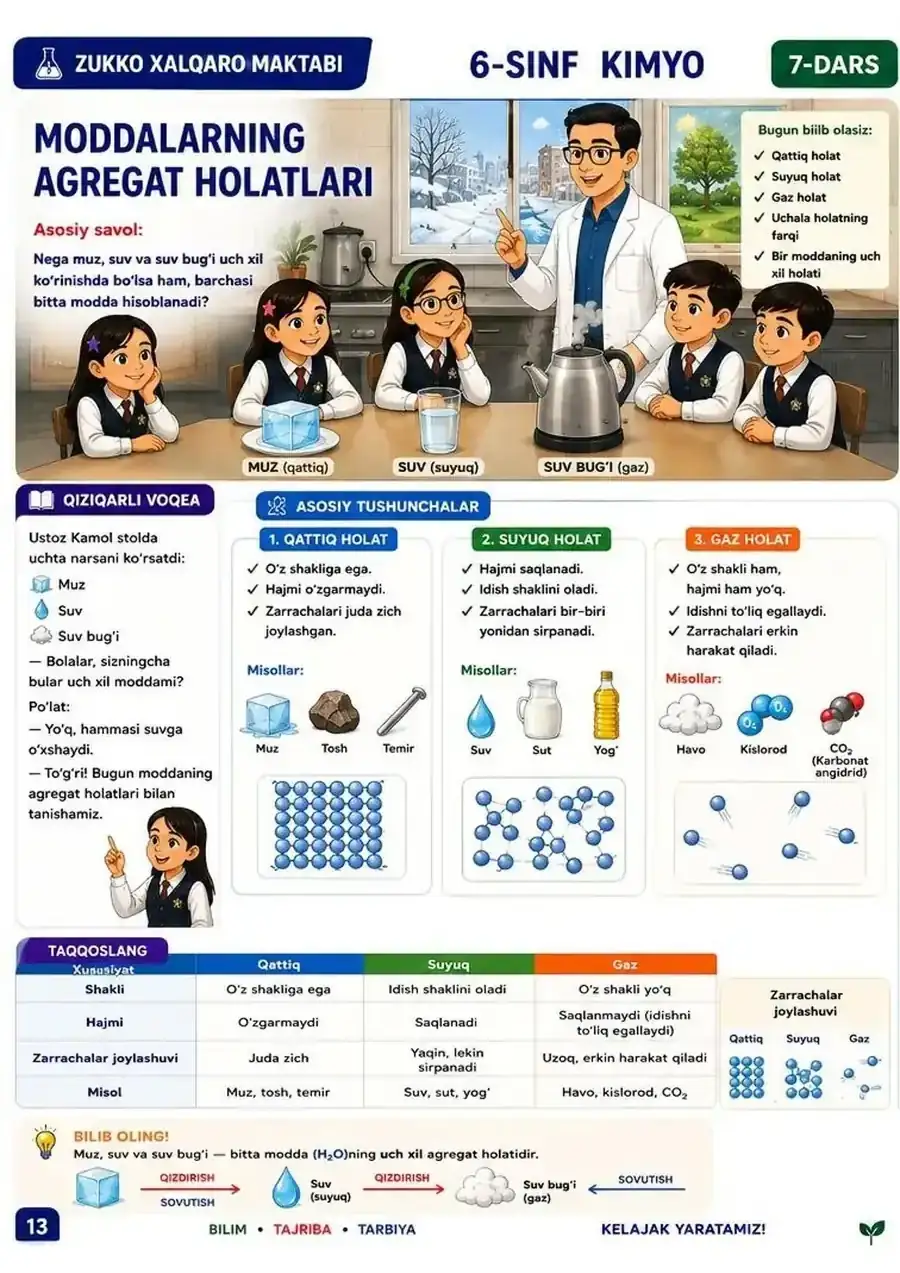 ZUKKO XALQARO MAKTABI
6-SINF KIMYO
7-DARS
MODDALARNING
AGREGAT HOLATLARI
Asosiy savol:
Nega muz, suv va suv bug‘i uch xil
ko‘rinishda bo‘lsa ham, barchasi
bitta modda hisoblanadi?
Bugun biilb olasiz:
✓ Qattiq holat
✓ Suyuq holat
✓ Gaz holat
✓ Uchala holatning
farqi
✓ Bir moddaning uch
xil holati
MUZ (qattiq)
SUV (suyuq)
SUV BUG‘I (gaz)
QIZIQARLI VOQEA
Ustoz Kamol stolda
uchta narsani ko‘rsatdi:
Muz
Suv
Suv bug‘i
— Bolalar, sizningcha
bular uch xil moddami?
Po‘lat:
— Yo‘q, hammasi suvga
o‘xshaydi.
— To‘g‘ri! Bugun moddaning
agregat holatlari bilan
tanishamiz.
ASOSIY TUSHUNCHALAR
1. QATTIQ HOLAT
✓ O‘z shakliga ega.
✓ Hajmi o‘zgarmaydi.
✓ Zarrachalari juda zich
joylashgan.
Misollar:
Muz
Tosh
Temir
2. SUYUQ HOLAT
✓ Hajmi saqlanadi.
✓ Idish shaklini oladi.
✓ Zarrachalari bir-biri
yonidan sirpanadi.
Misollar:
Suv
Sut
Yog‘
3. GAZ HOLAT
✓ O‘z shakli ham,
hajmi ham yo‘q.
✓ Idishni to‘liq egallaydi.
✓ Zarrachalari erkin
harakat qiladi.
Misollar:
Havo
Kislorod
CO₂
(Karbonat
angidrid)
TAQQOSLANG
Xususiyat Qattiq Suyuq Gaz
Shakli O‘z shakliga ega Idish shaklini oladi O‘z shakli yo‘q
Hajmi O‘zgarmaydi Saqlanadi Saqlanmaydi (idishni
to‘liq egallaydi)
Zarrachalar joylashuvi Juda zich Yaqin, lekin
sirpanadi Uzoq, erkin harakat qiladi
Misol Muz, tosh, temir Suv, sut, yog‘ Havo, kislorod, CO₂
Zarrachalar
joylashuvi
Qattiq Suyuq Gaz
BILIB OLING!
Muz, suv va suv bug‘i — bitta modda (H₂O)ning uch xil agregat holatidir.
QIZDIRISH
SOVUTISH
Suv
(suyuq)
QIZDIRISH
Suv bug‘i
(gaz)
SOVUTISH
13
BILIM • TAJRIBA • TARBIYA
KELAJAK YARATAMIZ!